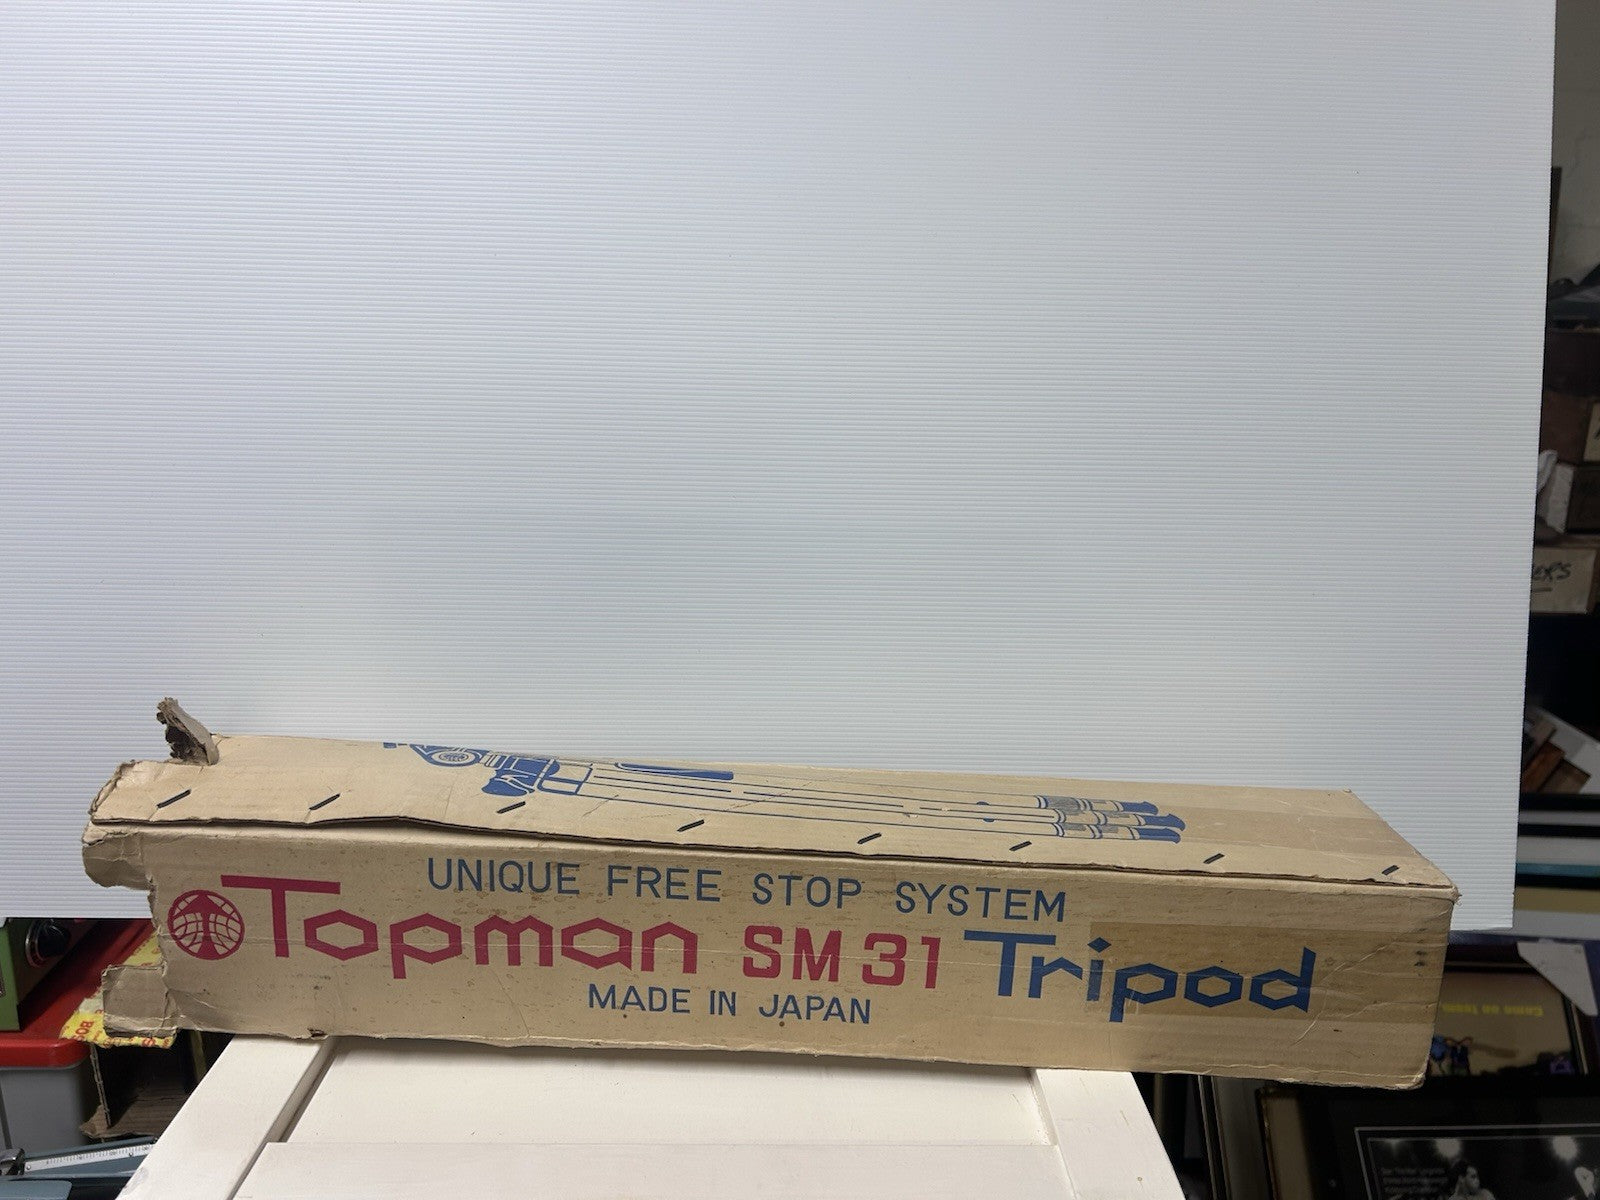 UNIQUE FREE STOP SYSTEM
Topman SM 31 Tripod
MADE IN JAPAN